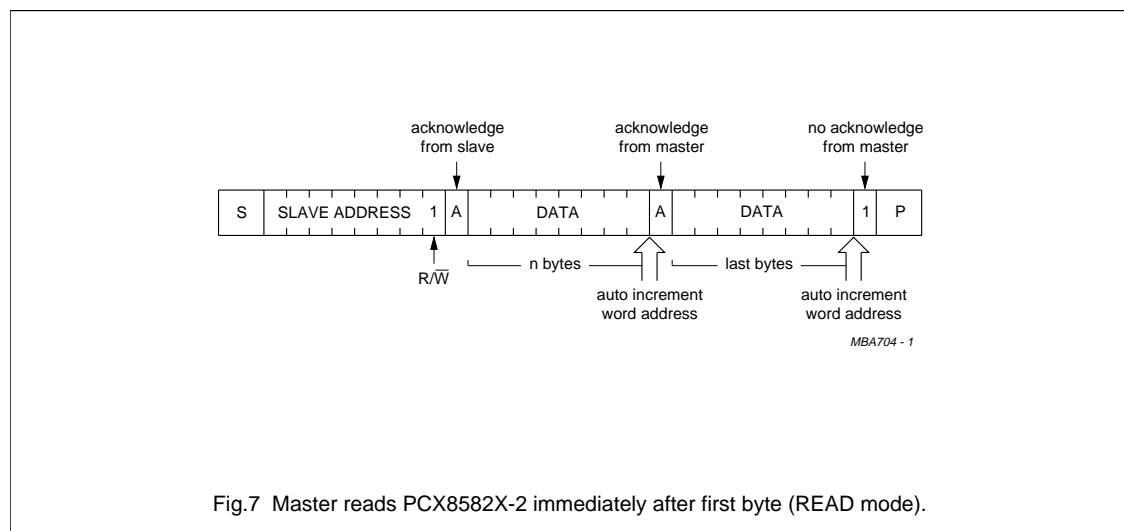 acknowledge
from slave
acknowledge
from master
no acknowledge
from master
S SLAVE ADDRESS 1 A DATA A DATA 1 P
R/W̅
n bytes
last bytes
auto increment
word address
auto increment
word address
MBA704 - 1
Fig.7 Master reads PCX8582X-2 immediately after first byte (READ mode).